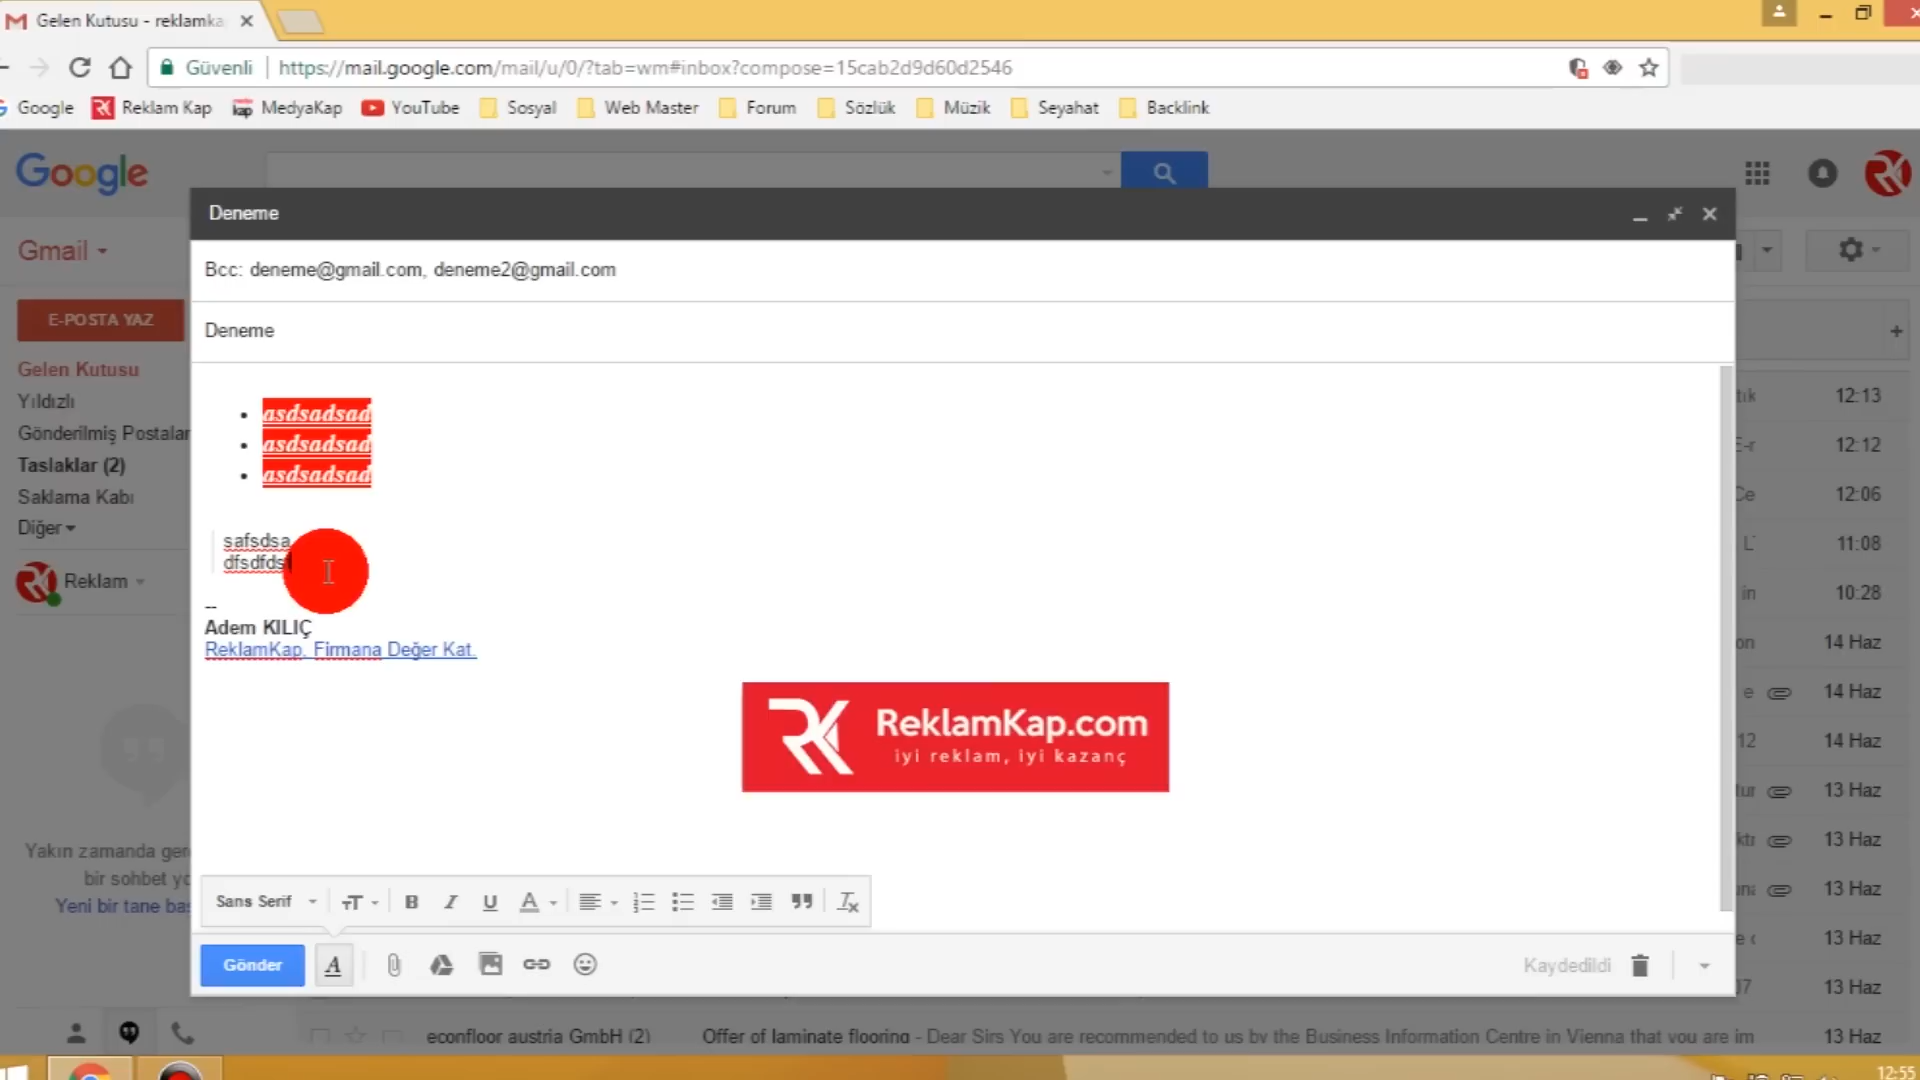 Gelen Kutusu - reklamka
Güvenli
https://mail.google.com/mail/u/0/?tab=wm#inbox?compose=15cab2d9d60d2546
Google Reklam Kap MedyaKap YouTube Sosyal Web Master Forum Sözlük Müzik Seyahat Backlink
Google
Deneme
Gmail
Bcc: deneme@gmail.com, deneme2@gmail.com
E-POSTA YAZ
Deneme
Gelen Kutusu
Yıldızlı
Gönderilmiş Postalar
Taslaklar (2)
Saklama Kabı
Diğer
Reklam
asdsadsad
asdsadsad
asdsadsad
safsdsa
dfsdfdsf
--
Adem KILIÇ
ReklamKap, Firmana Değer Kat.
ReklamKap.com
iyi reklam, iyi kazanç
12:13
12:12
12:06
11:08
10:28
14 Haz
14 Haz
14 Haz
13 Haz
13 Haz
13 Haz
13 Haz
13 Haz
Yakın zamanda
bir sohbet
Yeni bir tane
Sans Serif
Gönder
Kaydedildi
econfloor austria GmbH (2) Offer of laminate flooring - Dear Sirs You are recommended to us by the Business Information Centre in Vienna that you are im 13 Haz
12:55